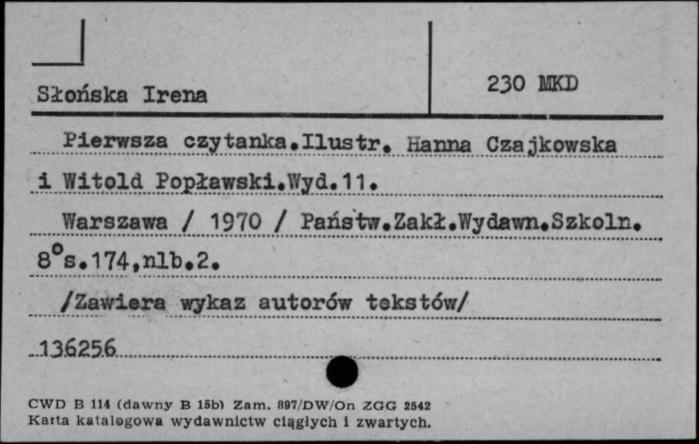 Słońska Irena
230 MKD
Pierwsza czytanka.Ilustr. Hanna Czajkowska
i Witold Popławski.Wyd.11.
Warszawa / 1970 / Państw.Zakł.Wydawn.Szkoln.
8°s.174,nlb.2.
/Zawiera wykaz autorów tekstów/
136256
CWD B 114 (dawny B 15b) Zam. 897/DW/On ZGG 2542
Karta katalogowa wydawnictw ciągłych i zwartych.